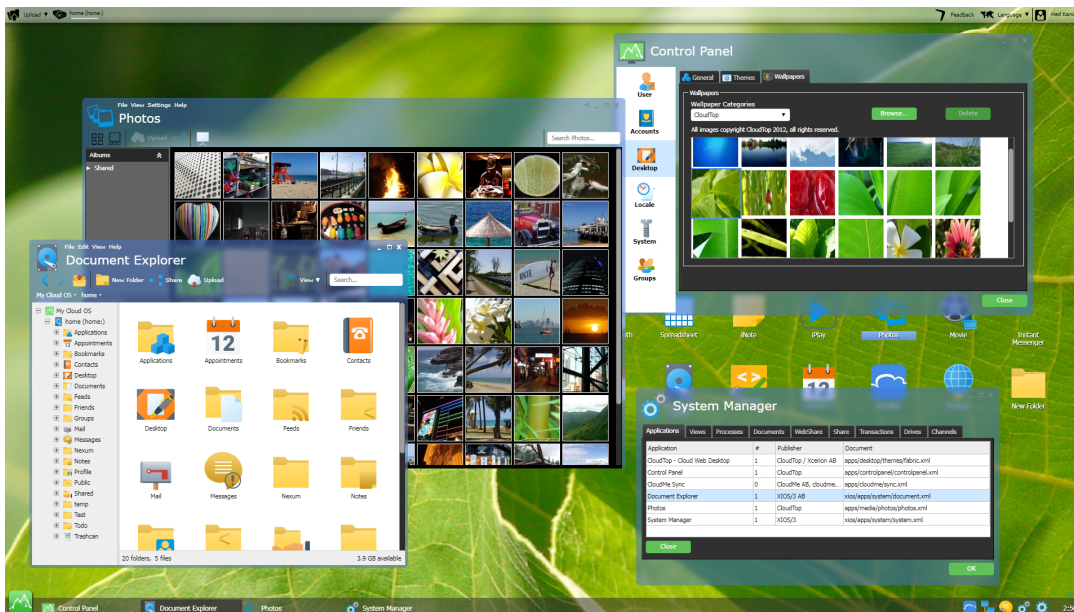 Upload ▼ home (home:)
Feedback Language ▼ Hed Kand
Control Panel
User
Accounts
Desktop
Locale
System
Groups
General Themes Wallpapers
Wallpapers
Wallpaper Categories
CloudTop
Browse... Delete
All images copyright CloudTop 2012, all rights reserved.
Close
File View Settings Help
Photos
Upload
Search Photos...
Albums
Shared
File Edit View Help
Document Explorer
New Folder Share Upload View ▼ Search...
My Cloud OS home
My Cloud OS
home (home:)
Applications
Appointments
Bookmarks
Contacts
Desktop
Documents
Feeds
Friends
Groups
Mail
Messages
Nexum
Notes
Profile
Public
Shared
temp
Test
Todo
Trashcan
12
Applications Appointments Bookmarks Contacts
Desktop Documents Feeds Friends
Mail Messages Nexum Notes
20 folders, 5 files 3.9 GB available
Spreadsheet iNote iPlay Photos Movie Instant
Messenger
12
New Folder
System Manager
Applications Views Processes Documents WebShare Share Transactions Drives Channels
Application # Publisher Document
CloudTop - Cloud Web Desktop 1 CloudTop / Xcerion AB apps/desktop/themes/fabric.xml
Control Panel 1 CloudTop apps/controlpanel/controlpanel.xml
CloudMe Sync 0 CloudMe AB, cloudme... apps/cloudme/sync.xml
Document Explorer 1 XIOS/3 AB xios/apps/system/document.xml
Photos 1 CloudTop apps/media/photos/photos.xml
System Manager 1 XIOS/3 xios/apps/system/system.xml
Close
OK
Control Panel Document Explorer Photos System Manager